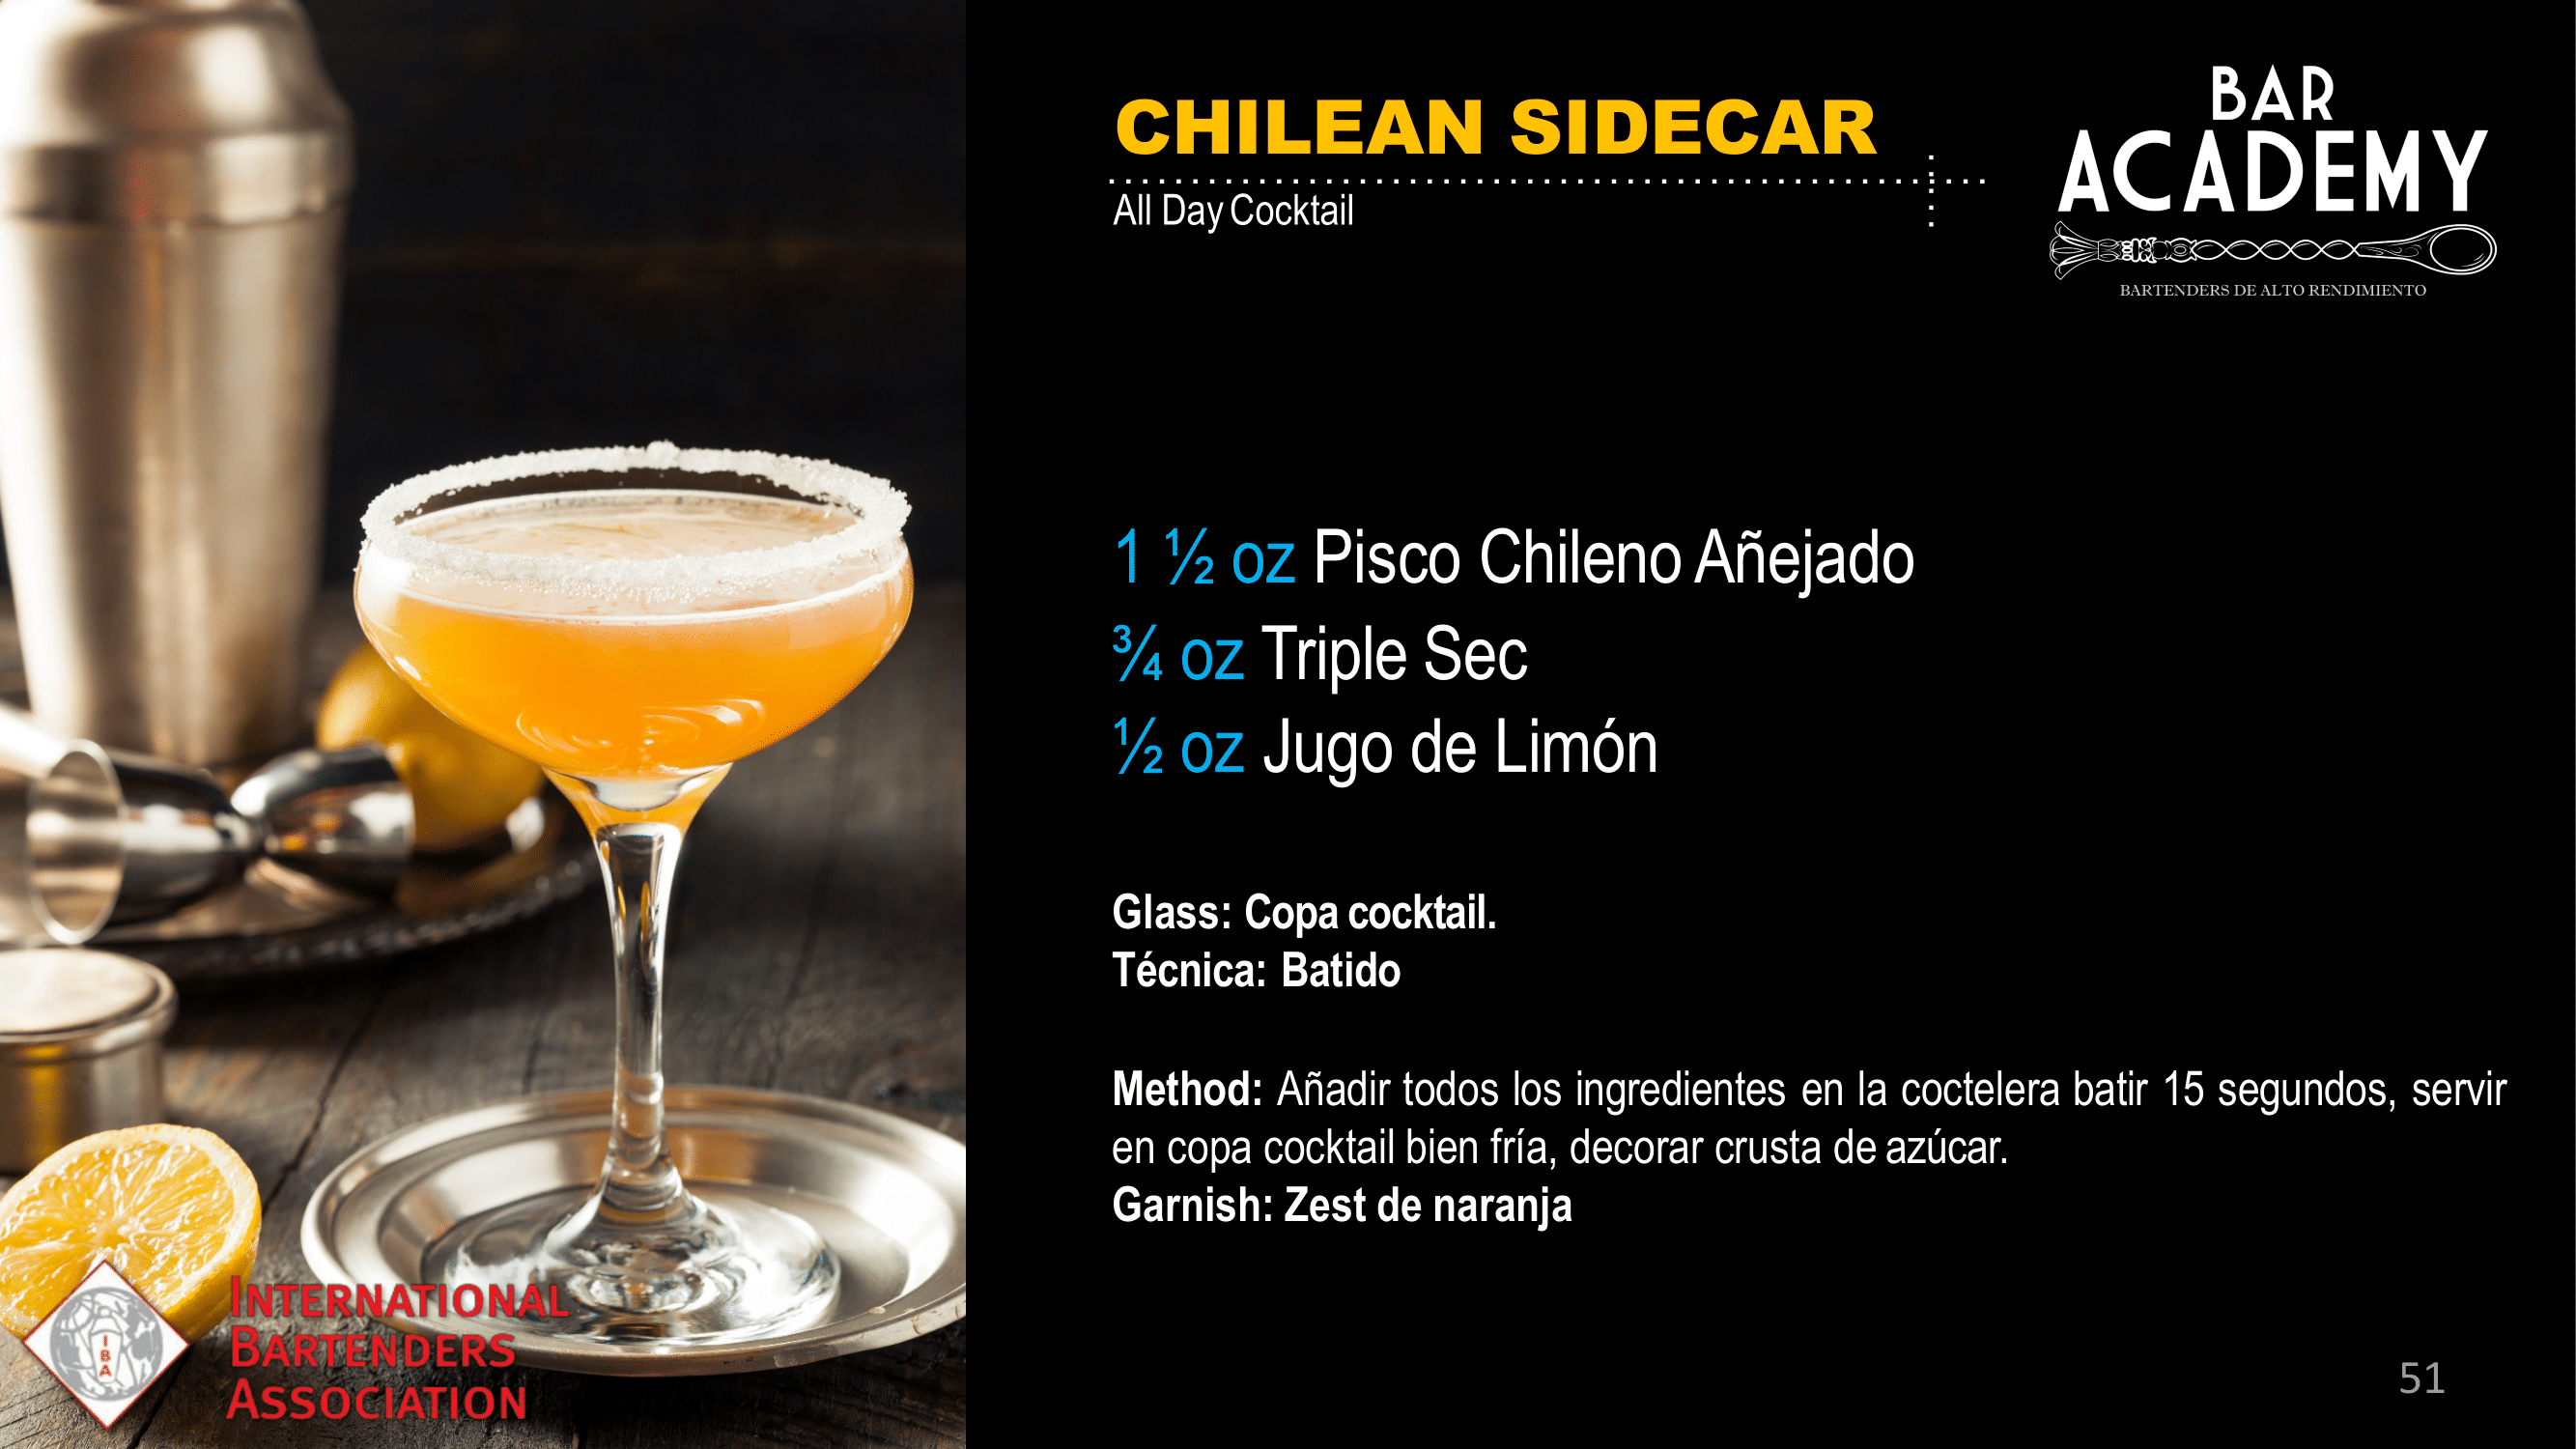 CHILEAN SIDECAR
All Day Cocktail
BAR
ACADEMY
BARTENDERS DE ALTO RENDIMIENTO
1 ½ oz Pisco Chileno Añejado
¾ oz Triple Sec
½ oz Jugo de Limón
Glass: Copa cocktail.
Técnica: Batido
Method: Añadir todos los ingredientes en la coctelera batir 15 segundos, servir
en copa cocktail bien fría, decorar crusta de azúcar.
Garnish: Zest de naranja
IBA
INTERNATIONAL
BARTENDERS
ASSOCIATION
51